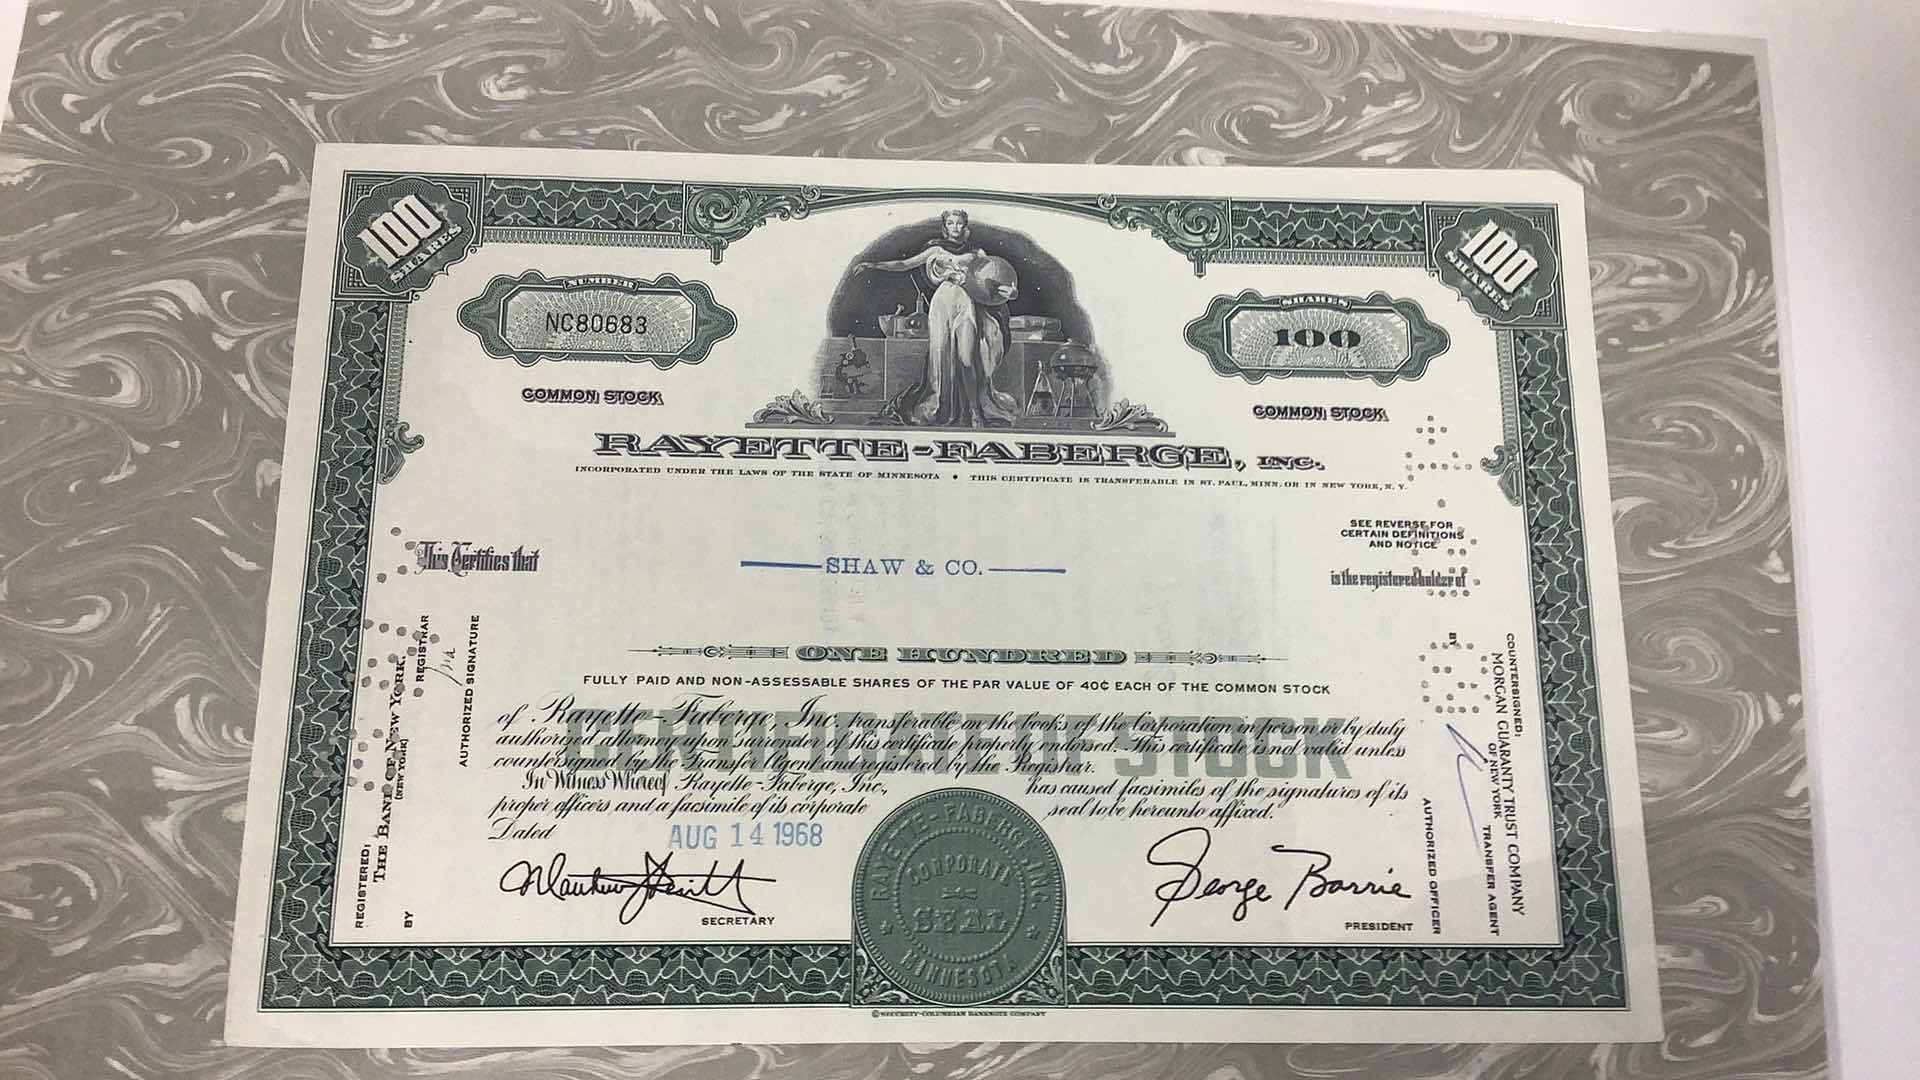 100
SHARES
100
SHARES
NUMBER
NC80683
SHARES
100
COMMON STOCK
COMMON STOCK
RAYETTE-FABERGE, INC.
INCORPORATED UNDER THE LAWS OF THE STATE OF MINNESOTA • THIS CERTIFICATE IS TRANSFERABLE IN ST. PAUL, MINN. OR IN NEW YORK, N.Y.
SEE REVERSE FOR
CERTAIN DEFINITIONS
AND NOTICE
This Certifies that
SHAW & CO.
is the registered holder of
ONE HUNDRED
FULLY PAID AND NON-ASSESSABLE SHARES OF THE PAR VALUE OF 40¢ EACH OF THE COMMON STOCK
of Rayette-Faberge, Inc., transferable on the books of the Corporation in person or by duly
authorized attorney upon surrender of this certificate properly endorsed. This certificate is not valid unless
countersigned by the Transfer Agent and registered by the Registrar.
In Witness Whereof, Rayette-Faberge, Inc., has caused facsimiles of the signatures of its
proper officers and a facsimile of its corporate seal to be hereunto affixed.
Dated AUG 14 1968
SECRETARY
George Barrie
PRESIDENT
RAYETTE-FABERGE, INC.
CORPORATE
SEAL
MINNESOTA
REGISTERED:
THE BANK OF NEW YORK.
(NEW YORK)
REGISTRAR
BY
AUTHORIZED SIGNATURE
COUNTERSIGNED:
MORGAN GUARANTY TRUST COMPANY
OF NEW YORK
TRANSFER AGENT
BY
AUTHORIZED OFFICER
© SECURITY-COLUMBIAN BANKNOTE COMPANY